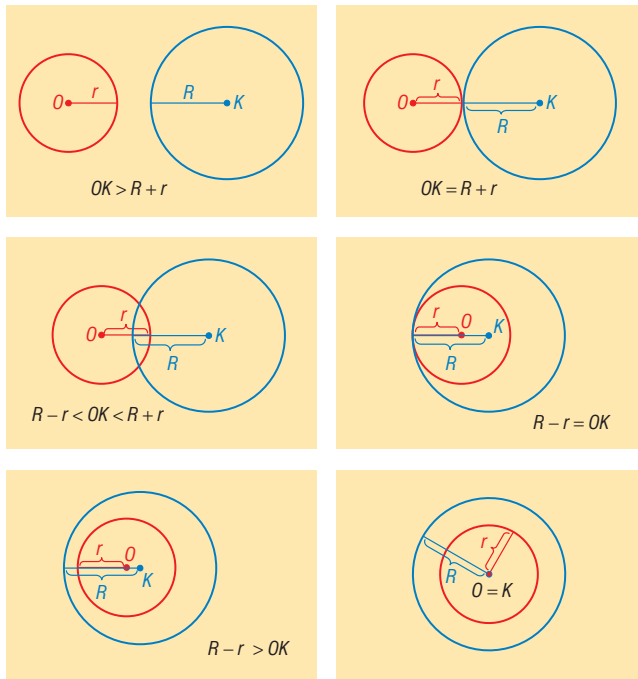 O r R K
OK > R + r
O r R K
OK = R + r
O r R K
R – r < OK < R + r
r O R K
R – r = OK
r O R K
R – r > OK
R r
O = K